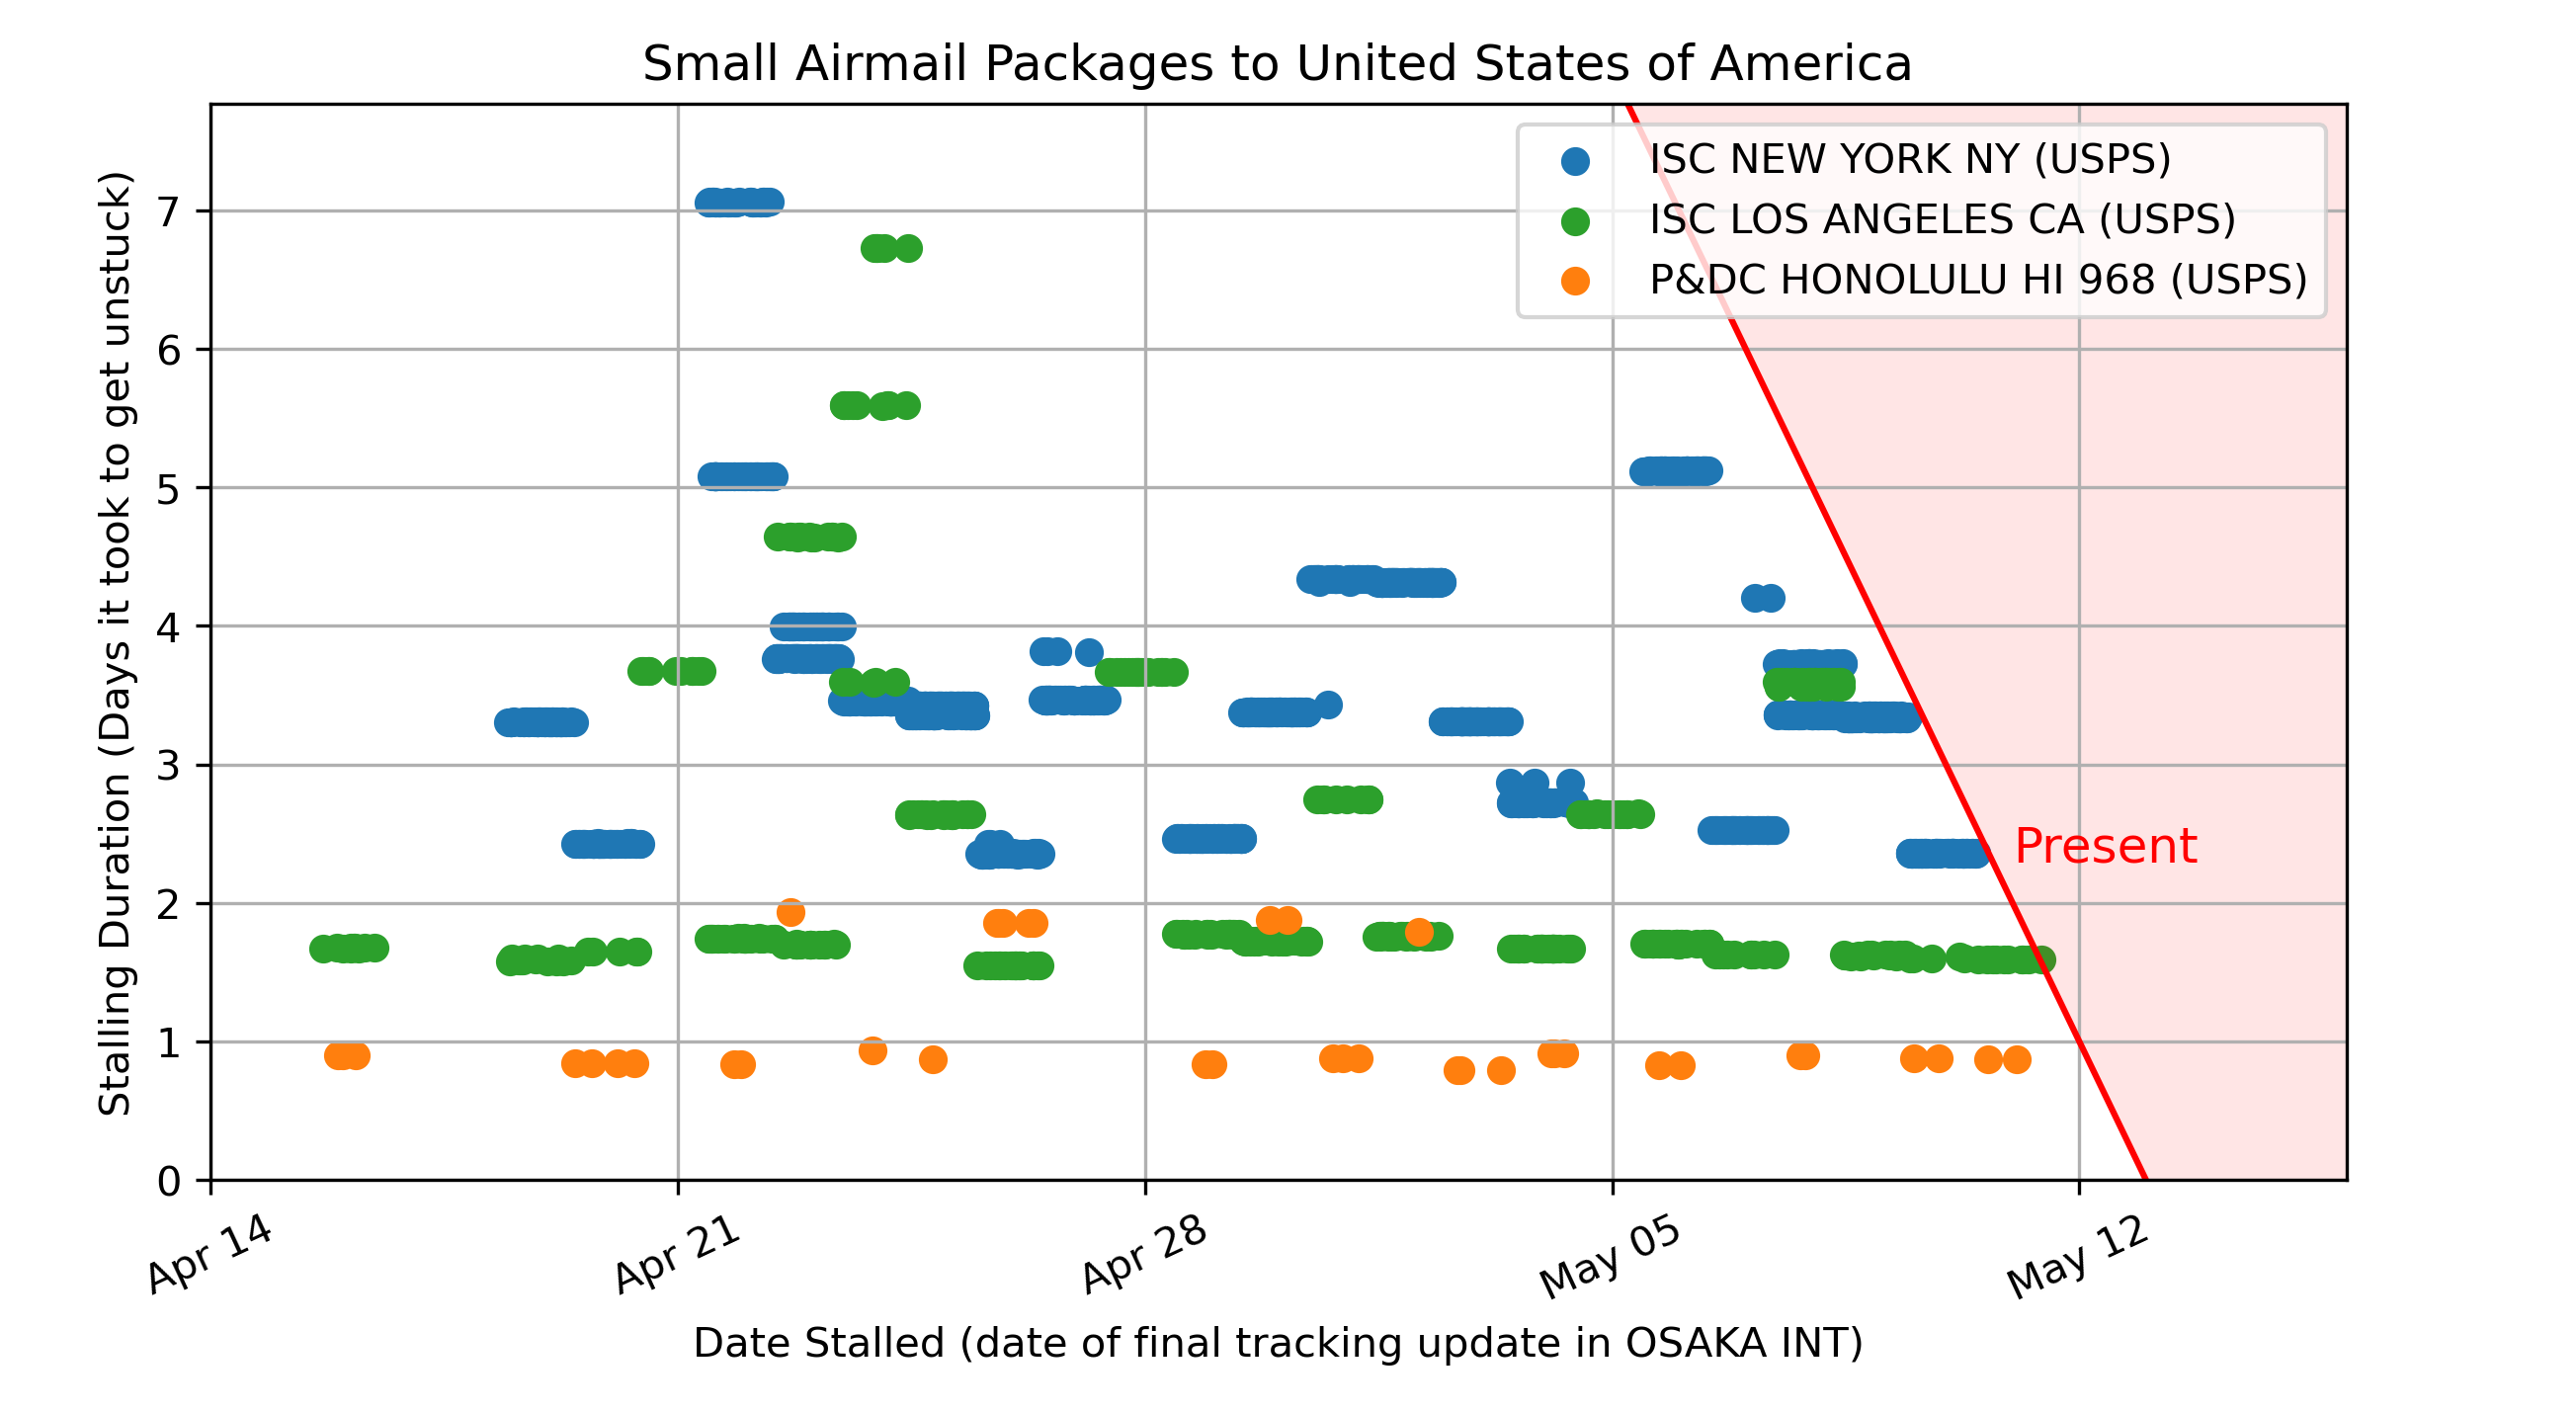 Small Airmail Packages to United States of America
Stalling Duration (Days it took to get unstuck)
7
6
5
4
3
2
1
0
ISC NEW YORK NY (USPS)
ISC LOS ANGELES CA (USPS)
P&DC HONOLULU HI 968 (USPS)
Present
Apr 14
Apr 21
Apr 28
May 05
May 12
Date Stalled (date of final tracking update in OSAKA INT)